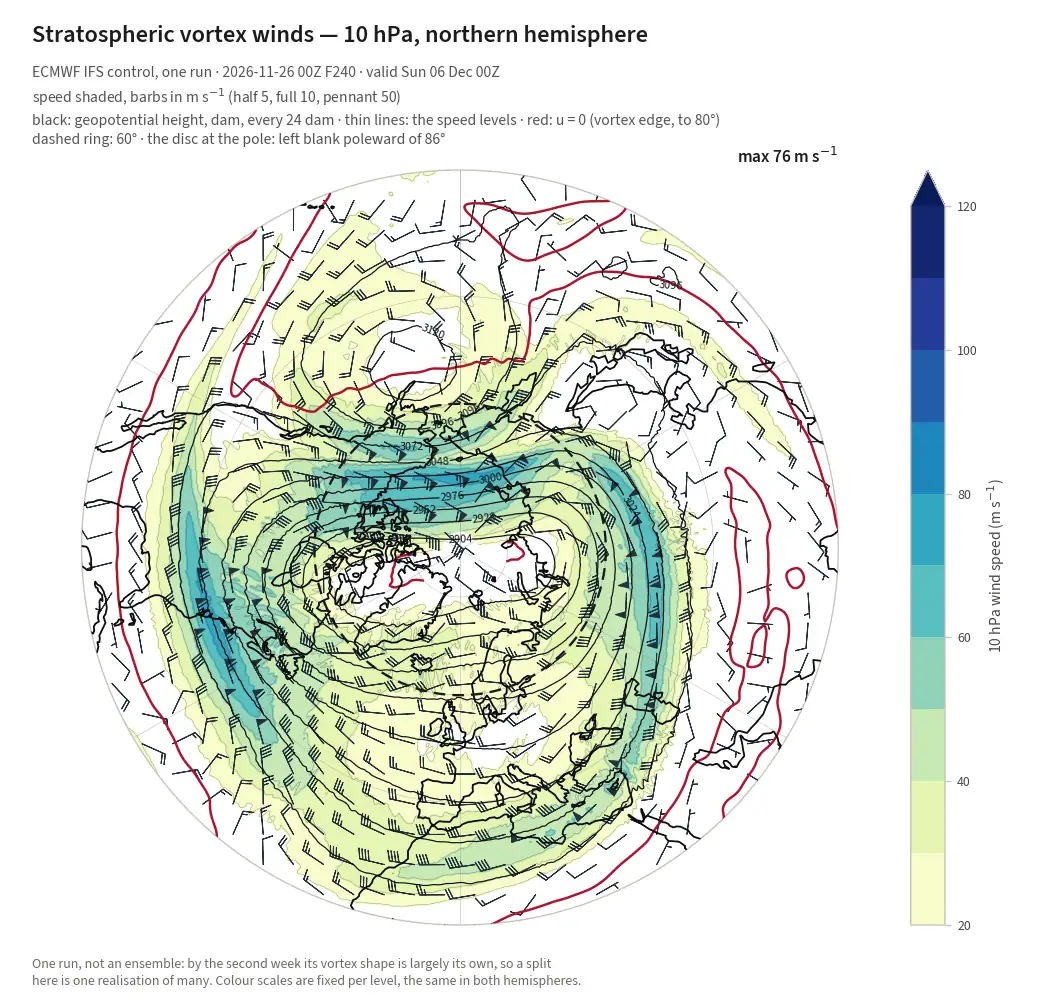 Stratospheric vortex winds — 10 hPa, northern hemisphere
ECMWF IFS control, one run · 2026-11-26 00Z F240 · valid Sun 06 Dec 00Z
speed shaded, barbs in m s⁻¹ (half 5, full 10, pennant 50)
black: geopotential height, dam, every 24 dam · thin lines: the speed levels · red: u = 0 (vortex edge, to 80°)
dashed ring: 60° · the disc at the pole: left blank poleward of 86°
max 76 m s⁻¹
120
100
80
60
40
20
10 hPa wind speed (m s⁻¹)
3096
3120
3096
3072
3048
3000
2976
2952
2928
2904
3024
One run, not an ensemble: by the second week its vortex shape is largely its own, so a split
here is one realisation of many. Colour scales are fixed per level, the same in both hemispheres.